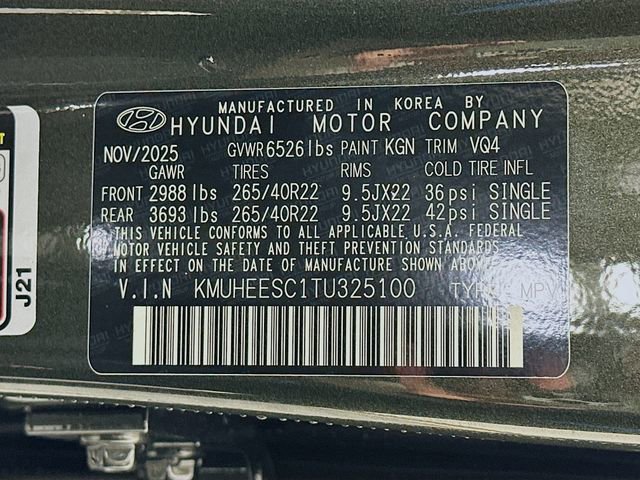 MANUFACTURED IN KOREA BY
HYUNDAI MOTOR COMPANY
NOV/2025 GVWR 6526 lbs PAINT KGN TRIM VQ4
GAWR TIRES RIMS COLD TIRE INFL
FRONT 2988 lbs 265/40R22 9.5JX22 36 psi SINGLE
REAR 3693 lbs 265/40R22 9.5JX22 42 psi SINGLE
THIS VEHICLE CONFORMS TO ALL APPLICABLE U.S.A. FEDERAL
MOTOR VEHICLE SAFETY AND THEFT PREVENTION STANDARDS
IN EFFECT ON THE DATE OF MANUFACTURE SHOWN ABOVE.
V.I.N KMUHEESC1TU325100 TYPE: MPV
J21